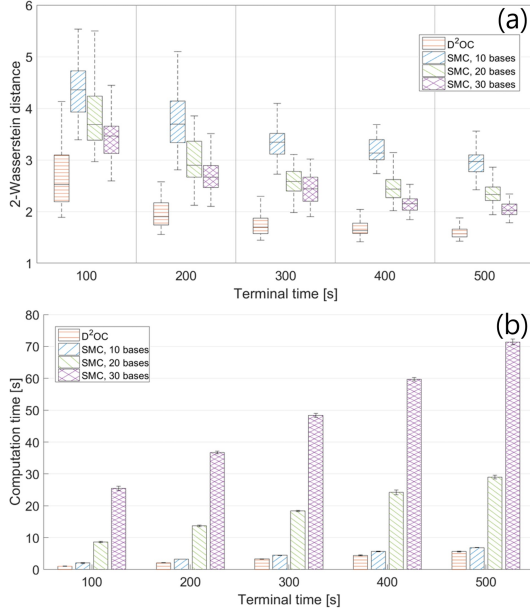 (a)
6
5
4
3
2
1
2-Wasserstein distance
D²OC
SMC, 10 bases
SMC, 20 bases
SMC, 30 bases
100 200 300 400 500
Terminal time [s]
(b)
80
70
60
50
40
30
20
10
0
Computation time [s]
D²OC
SMC, 10 bases
SMC, 20 bases
SMC, 30 bases
100 200 300 400 500
Terminal time [s]